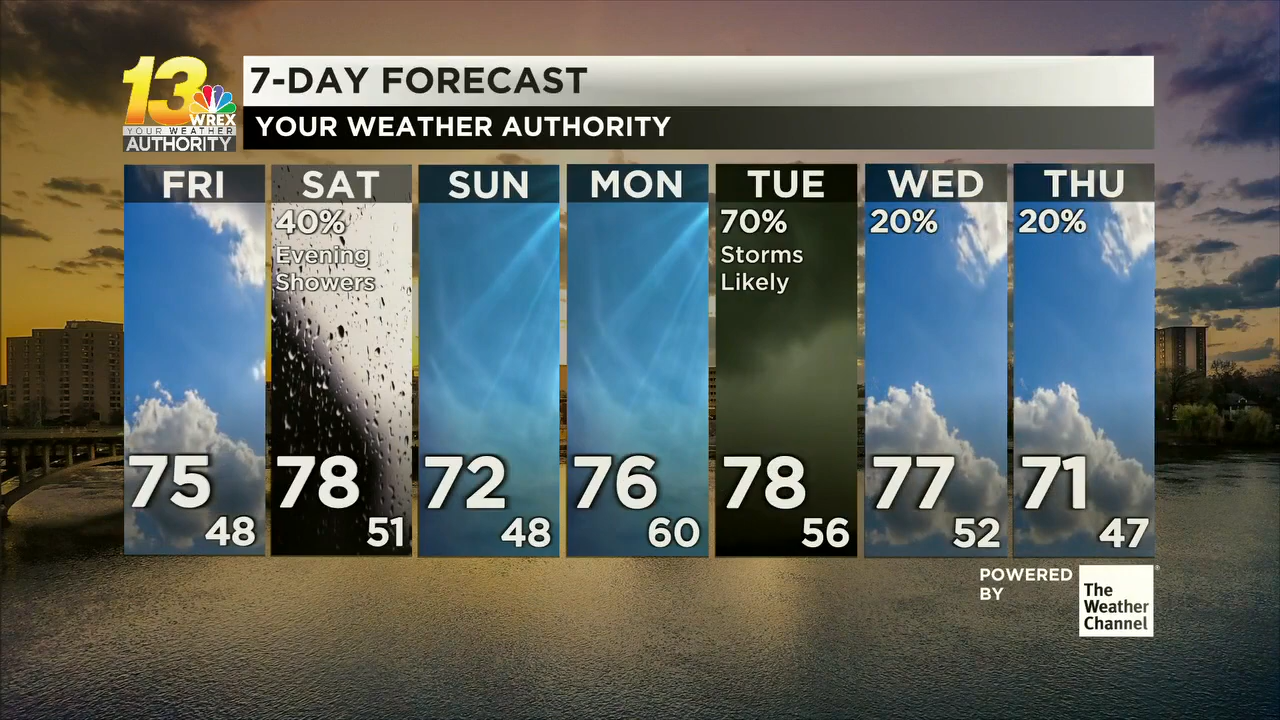 13
WREX
YOUR WEATHER
AUTHORITY
7-DAY FORECAST
YOUR WEATHER AUTHORITY
FRI
75
48
SAT
40%
Evening
Showers
78
51
SUN
72
48
MON
76
60
TUE
70%
Storms
Likely
78
56
WED
20%
77
52
THU
20%
71
47
POWERED
BY
The
Weather
Channel